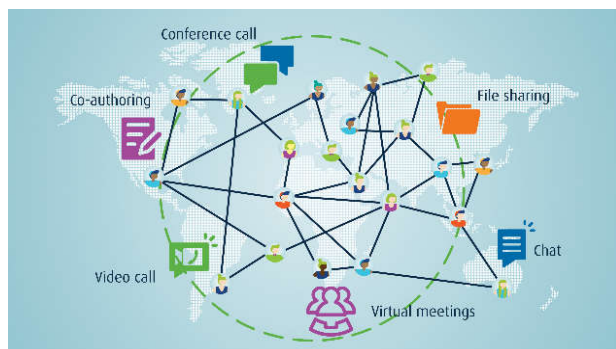 Conference call
Co-authoring
File sharing
Video call
Chat
Virtual meetings